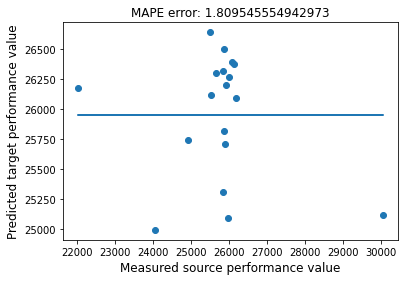 MAPE error: 1.809545554942973
Predicted target performance value
26500
26250
26000
25750
25500
25250
25000
22000 23000 24000 25000 26000 27000 28000 29000 30000
Measured source performance value